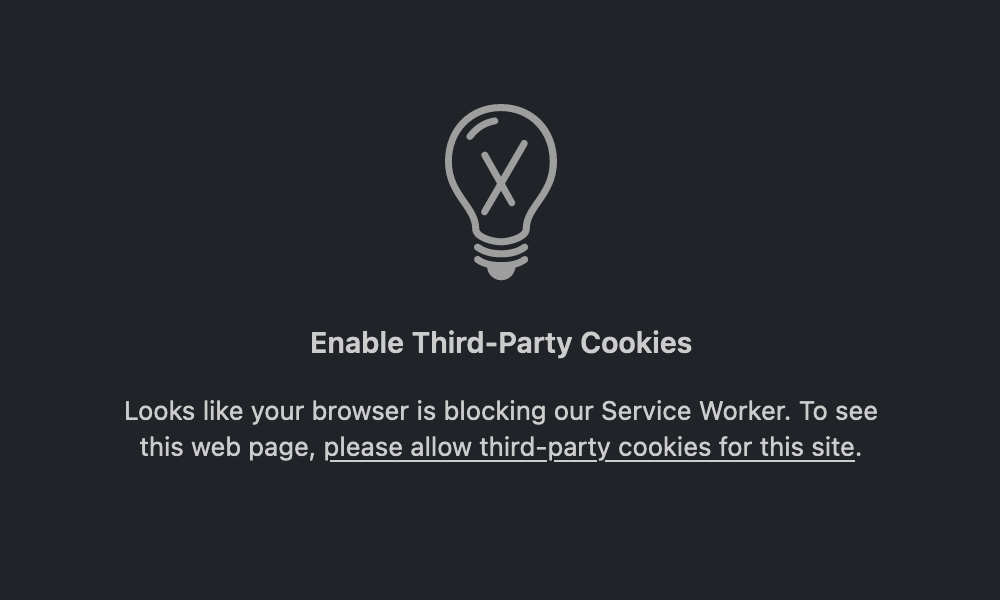 Enable Third-Party Cookies
Looks like your browser is blocking our Service Worker. To see
this web page, please allow third-party cookies for this site.